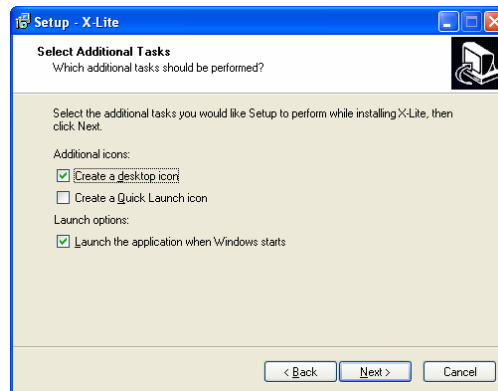 Setup - X-Lite
Select Additional Tasks
Which additional tasks should be performed?
Select the additional tasks you would like Setup to perform while installing X-Lite, then
click Next.
Additional icons:
Create a desktop icon
Create a Quick Launch icon
Launch options:
Launch the application when Windows starts
< Back
Next >
Cancel